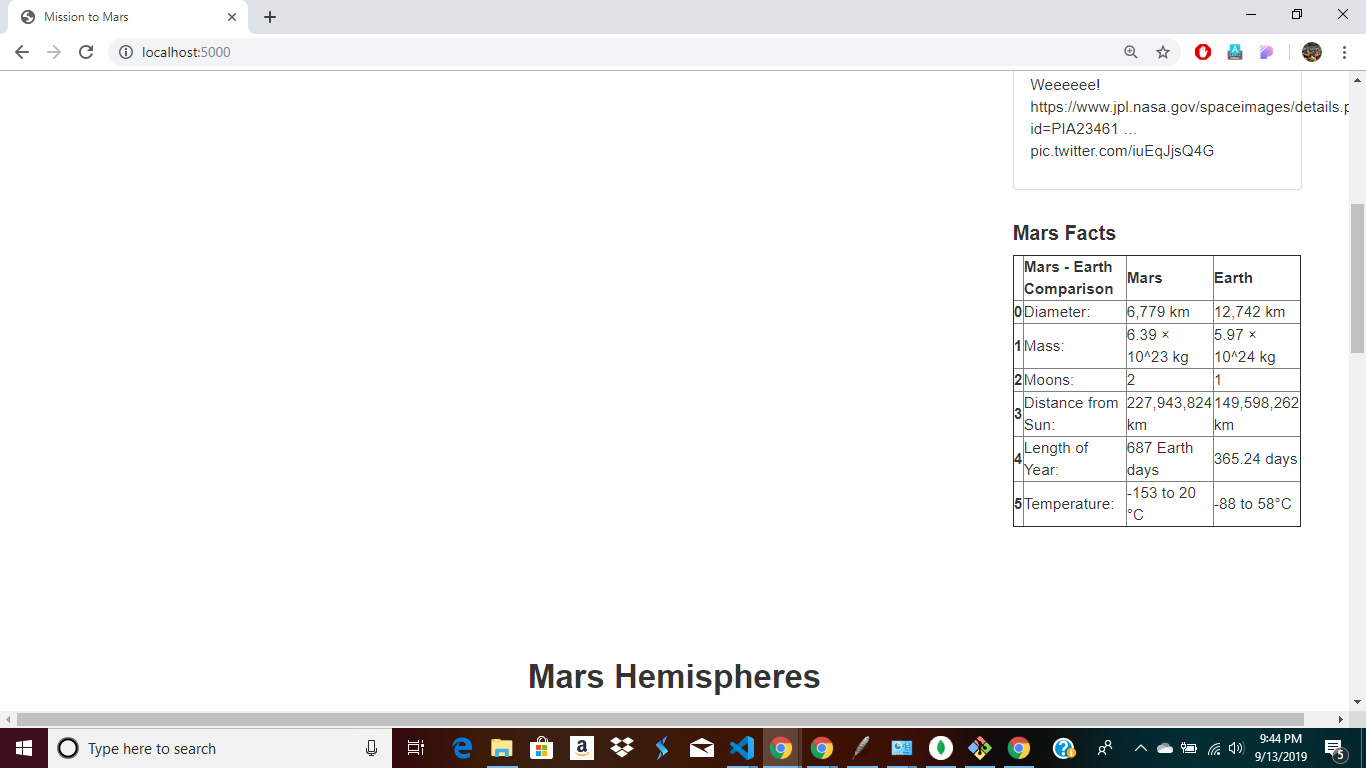 Mission to Mars
localhost:5000
Weeeeee!
https://www.jpl.nasa.gov/spaceimages/details.p
id=PIA23461 …
pic.twitter.com/iuEqJjsQ4G
Mars Facts
Mars - Earth Comparison Mars Earth
0 Diameter: 6,779 km 12,742 km
1 Mass: 6.39 × 10^23 kg 5.97 × 10^24 kg
2 Moons: 2 1
3 Distance from Sun: 227,943,824 km 149,598,262 km
4 Length of Year: 687 Earth days 365.24 days
5 Temperature: -153 to 20 °C -88 to 58°C
Mars Hemispheres
Type here to search
9:44 PM
9/13/2019
5